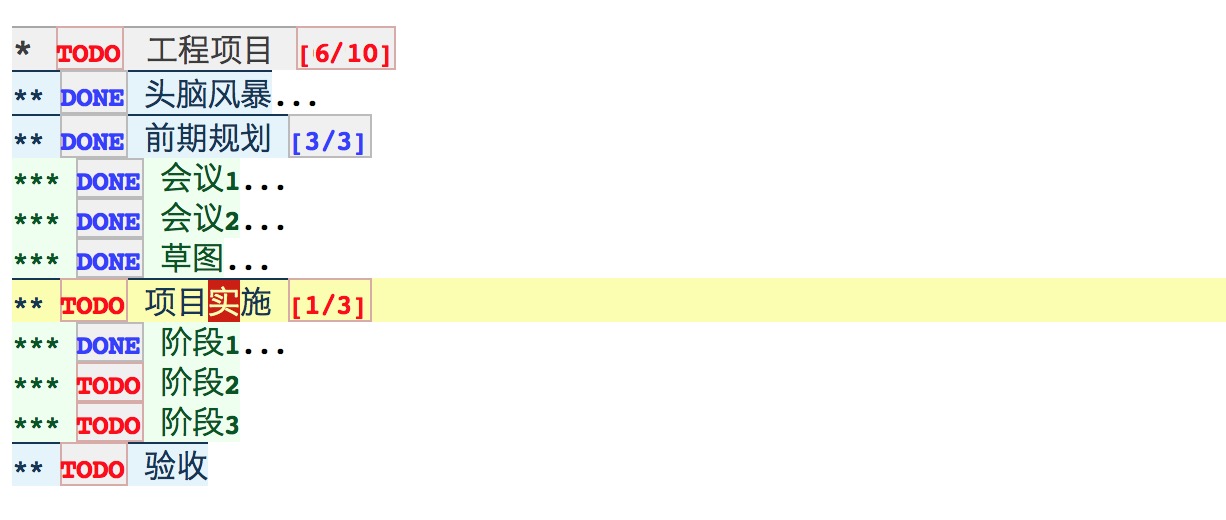 * TODO 工程项目 [6/10]
** DONE 头脑风暴...
** DONE 前期规划 [3/3]
*** DONE 会议1...
*** DONE 会议2...
*** DONE 草图...
** TODO 项目实施 [1/3]
*** DONE 阶段1...
*** TODO 阶段2
*** TODO 阶段3
** TODO 验收